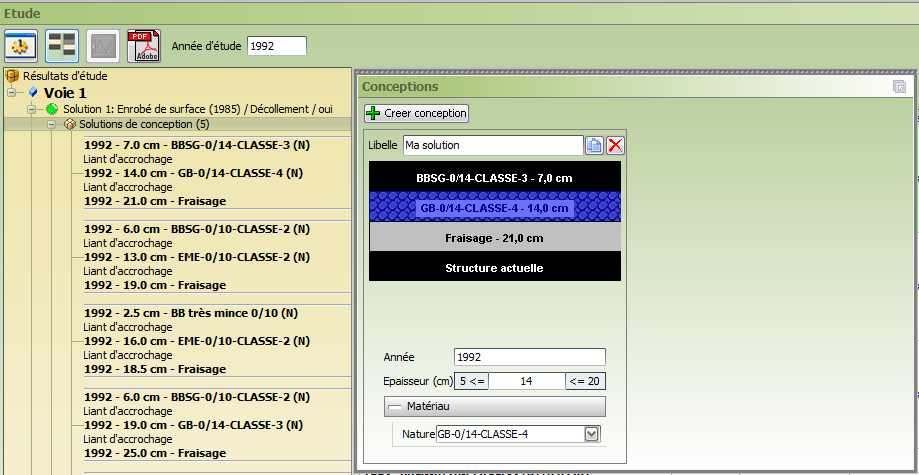 Etude
PDF
Adobe
Année d'étude 1992
Résultats d'étude
Voie 1
Solution 1: Enrobé de surface (1985) / Décollement / oui
Solutions de conception (5)
1992 - 7.0 cm - BBSG-0/14-CLASSE-3 (N)
Liant d'accrochage
1992 - 14.0 cm - GB-0/14-CLASSE-4 (N)
Liant d'accrochage
1992 - 21.0 cm - Fraisage
1992 - 6.0 cm - BBSG-0/10-CLASSE-2 (N)
Liant d'accrochage
1992 - 13.0 cm - EME-0/10-CLASSE-2 (N)
Liant d'accrochage
1992 - 19.0 cm - Fraisage
1992 - 2.5 cm - BB très mince 0/10 (N)
Liant d'accrochage
1992 - 16.0 cm - EME-0/10-CLASSE-2 (N)
Liant d'accrochage
1992 - 18.5 cm - Fraisage
1992 - 6.0 cm - BBSG-0/10-CLASSE-2 (N)
Liant d'accrochage
1992 - 19.0 cm - GB-0/14-CLASSE-3 (N)
Liant d'accrochage
1992 - 25.0 cm - Fraisage
Conceptions
Creer conception
Libelle Ma solution
BBSG-0/14-CLASSE-3 - 7,0 cm
GB-0/14-CLASSE-4 - 14,0 cm
Fraisage - 21,0 cm
Structure actuelle
Année 1992
Epaisseur (cm) 5 <= 14 <= 20
Matériau
Nature GB-0/14-CLASSE-4